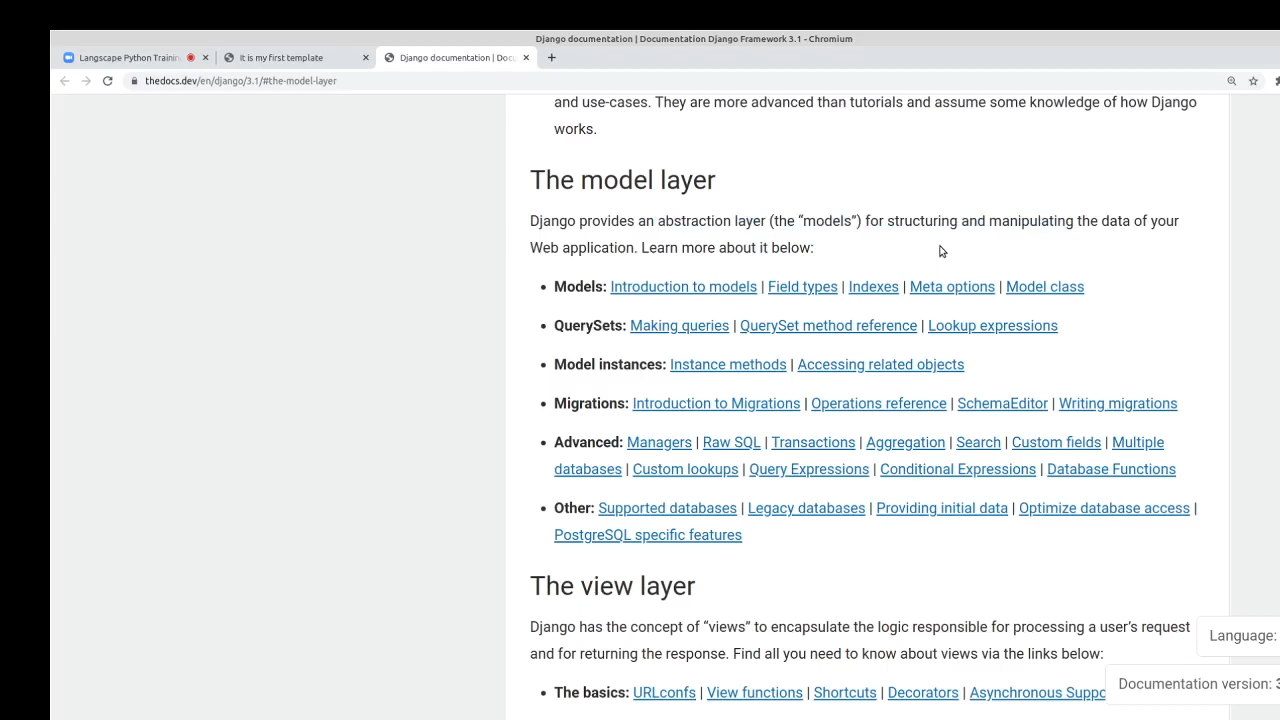 Django documentation | Documentation Django Framework 3.1 - Chromium
Langscape Python Trainin
It is my first template
Django documentation | Doc
thedocs.dev/en/django/3.1/#the-model-layer
and use-cases. They are more advanced than tutorials and assume some knowledge of how Django
works.
The model layer
Django provides an abstraction layer (the “models”) for structuring and manipulating the data of your
Web application. Learn more about it below:
• Models: Introduction to models | Field types | Indexes | Meta options | Model class
• QuerySets: Making queries | QuerySet method reference | Lookup expressions
• Model instances: Instance methods | Accessing related objects
• Migrations: Introduction to Migrations | Operations reference | SchemaEditor | Writing migrations
• Advanced: Managers | Raw SQL | Transactions | Aggregation | Search | Custom fields | Multiple
databases | Custom lookups | Query Expressions | Conditional Expressions | Database Functions
• Other: Supported databases | Legacy databases | Providing initial data | Optimize database access |
PostgreSQL specific features
The view layer
Django has the concept of “views” to encapsulate the logic responsible for processing a user’s request
and for returning the response. Find all you need to know about views via the links below:
Language:
• The basics: URLconfs | View functions | Shortcuts | Decorators | Asynchronous Suppo
Documentation version: